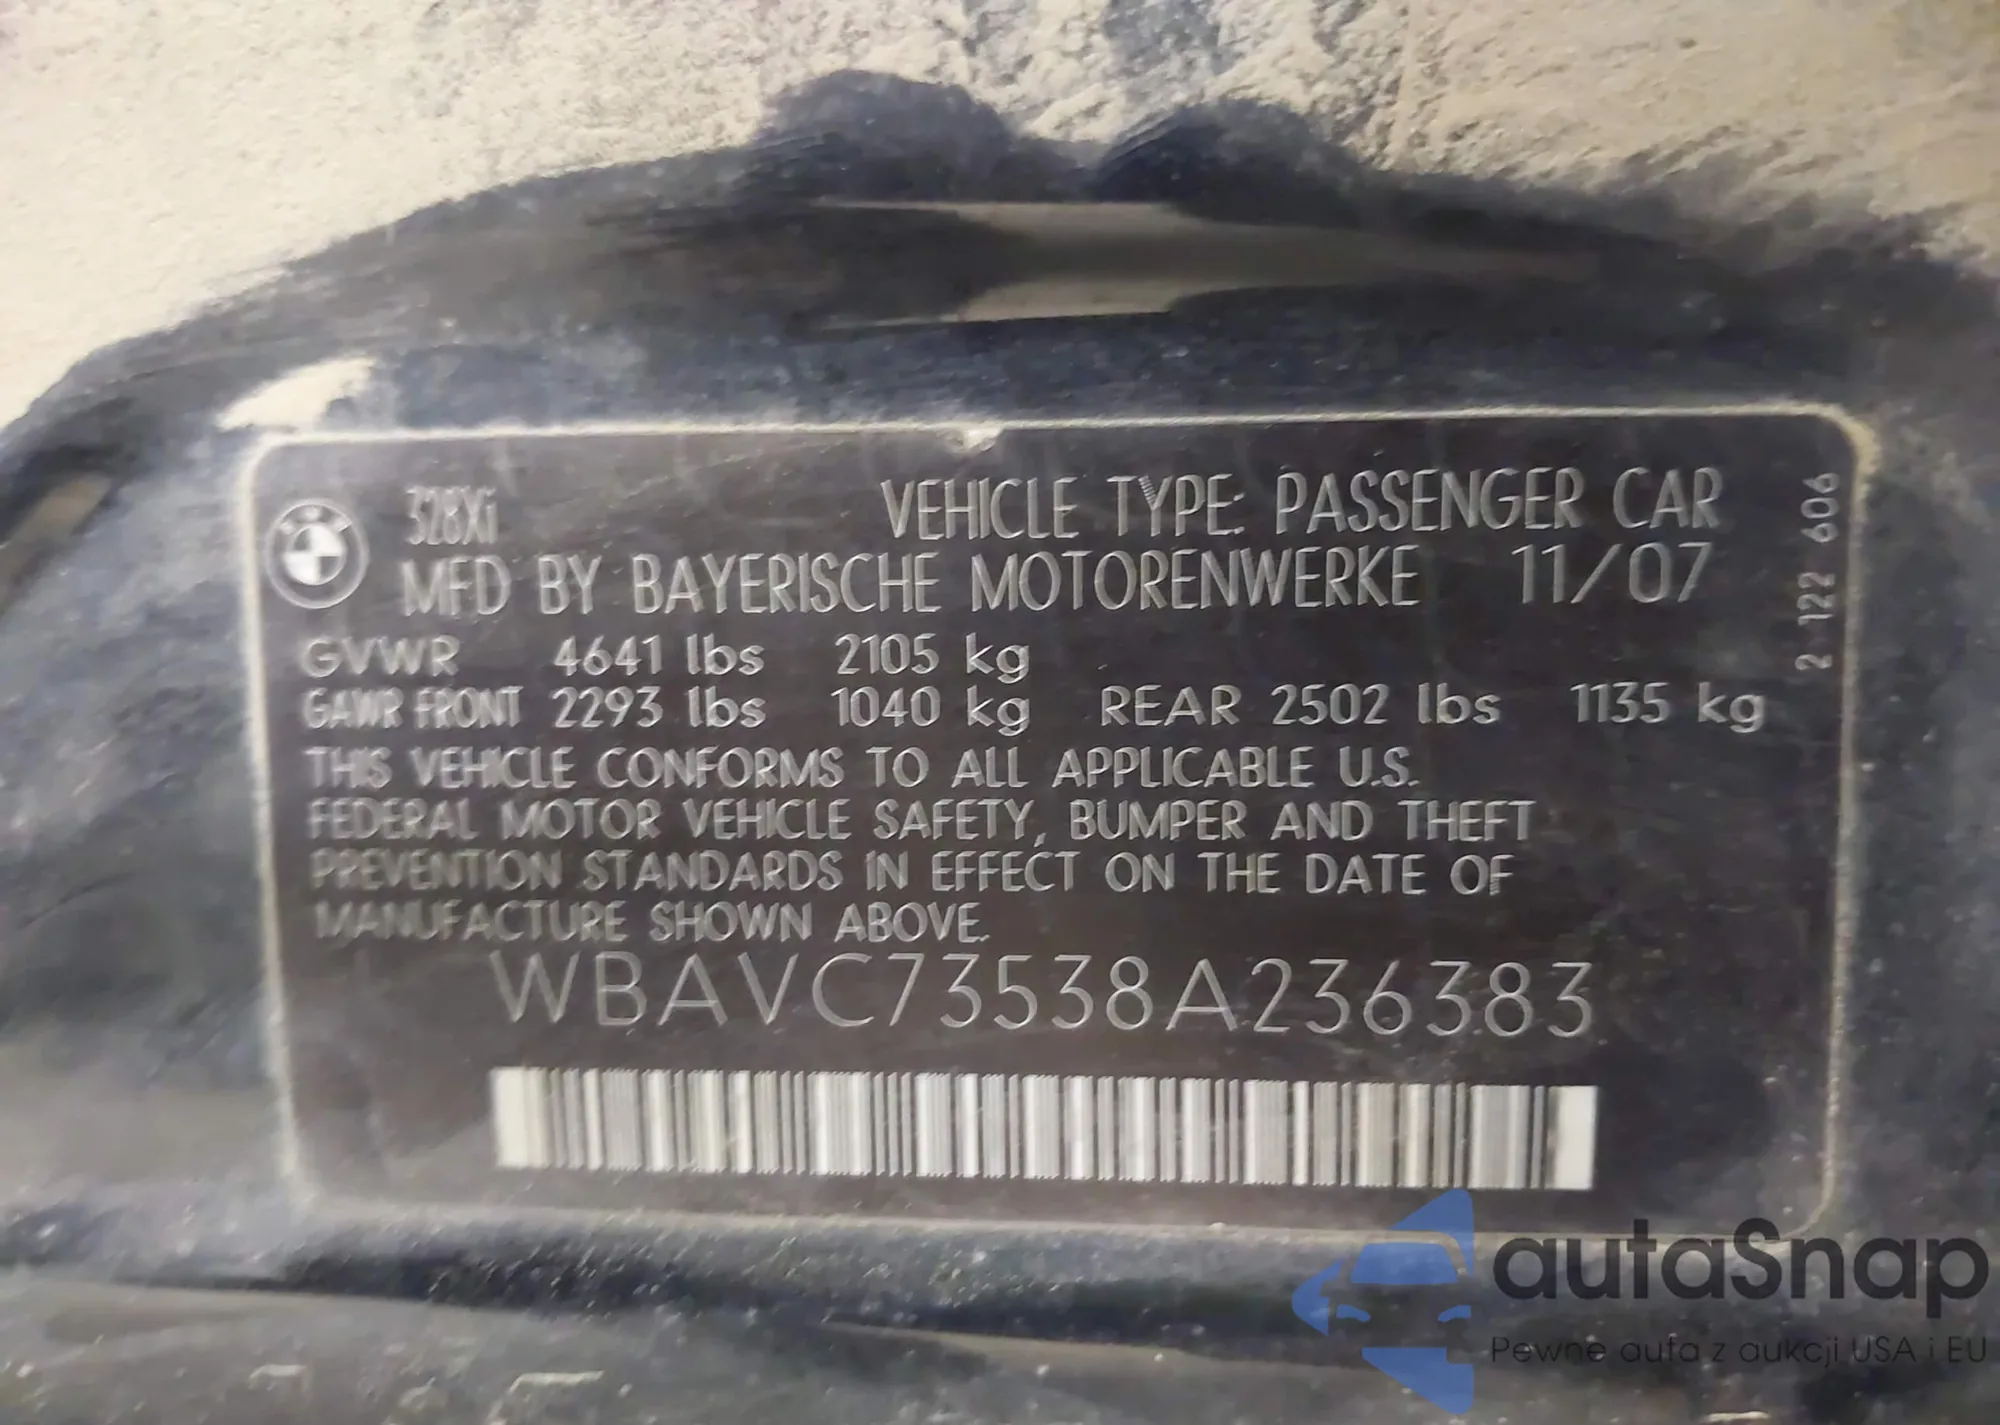 328Xi VEHICLE TYPE: PASSENGER CAR
MFD BY BAYERISCHE MOTORENWERKE 11/07
GVWR 4641 lbs 2105 kg
GAWR FRONT 2293 lbs 1040 kg REAR 2502 lbs 1135 kg
THIS VEHICLE CONFORMS TO ALL APPLICABLE U.S.
FEDERAL MOTOR VEHICLE SAFETY, BUMPER AND THEFT
PREVENTION STANDARDS IN EFFECT ON THE DATE OF
MANUFACTURE SHOWN ABOVE.
WBAVC73538A236383
2 122 606
autaSnap
Pewne auta z aukcji USA i EU